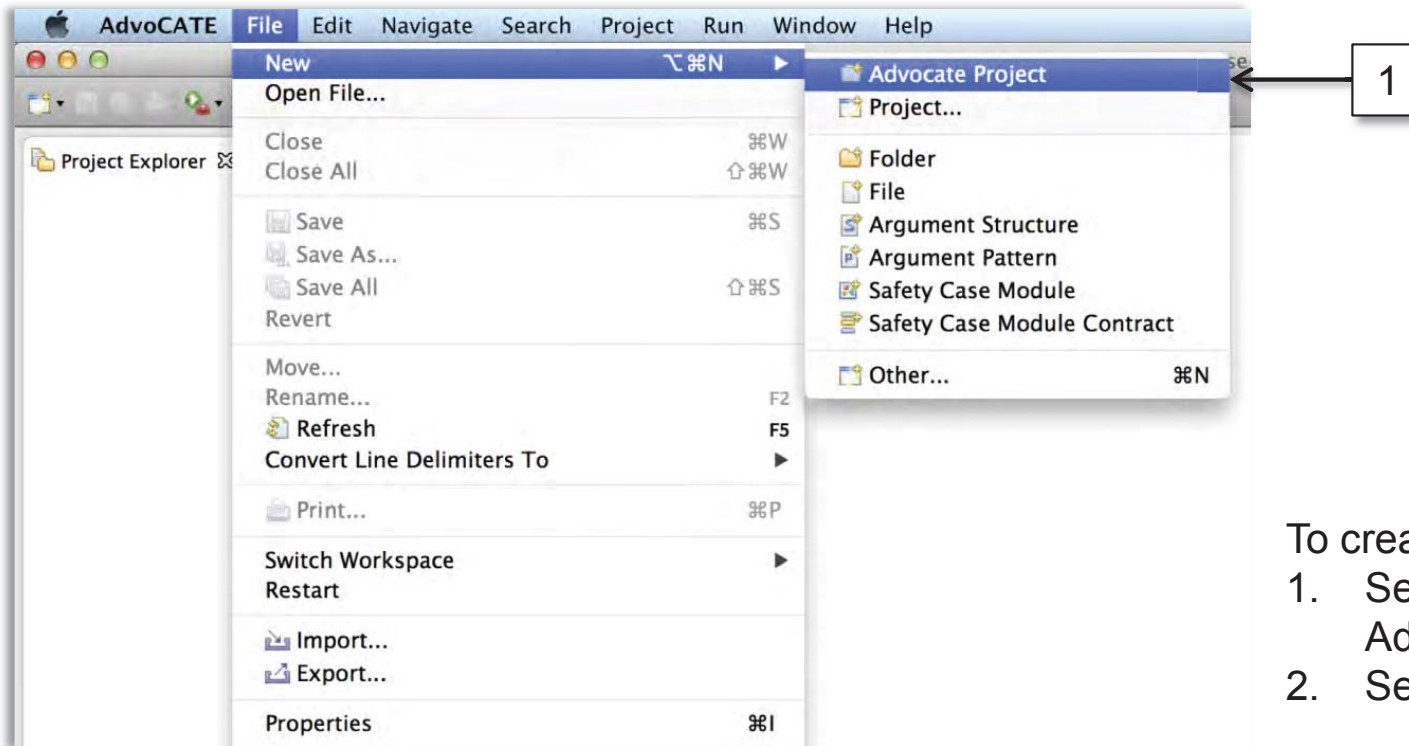 AdvoCATE File Edit Navigate Search Project Run Window Help
New ⌥⌘N ▶
Open File...
Close ⌘W
Close All ⇧⌘W
Save ⌘S
Save As...
Save All ⇧⌘S
Revert
Move...
Rename... F2
Refresh F5
Convert Line Delimiters To ▶
Print... ⌘P
Switch Workspace ▶
Restart
Import...
Export...
Properties ⌘I
Project Explorer
Advocate Project
Project...
Folder
File
Argument Structure
Argument Pattern
Safety Case Module
Safety Case Module Contract
Other... ⌘N
1
To crea
1. Se
Ad
2. Se